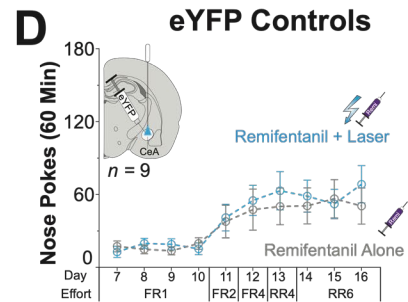 D
eYFP Controls
Nose Pokes (60 Min)
180
120
60
0
eYFP
CeA
n = 9
Remifentanil + Laser
Remifentanil Alone
Day 7 8 9 10 11 12 13 14 15 16
Effort FR1 FR2 FR4 RR4 RR6